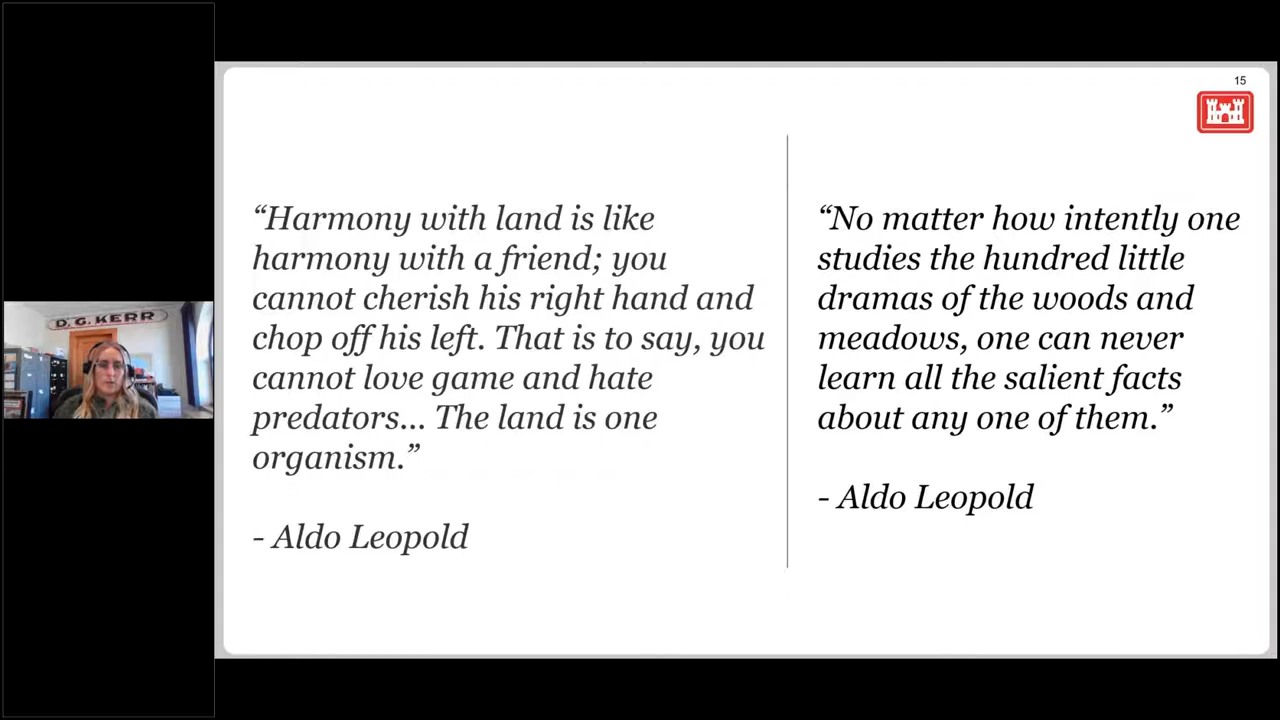 15
“Harmony with land is like
harmony with a friend; you
cannot cherish his right hand and
chop off his left. That is to say, you
cannot love game and hate
predators... The land is one
organism.”
- Aldo Leopold
“No matter how intently one
studies the hundred little
dramas of the woods and
meadows, one can never
learn all the salient facts
about any one of them.”
- Aldo Leopold
D. G. KERR